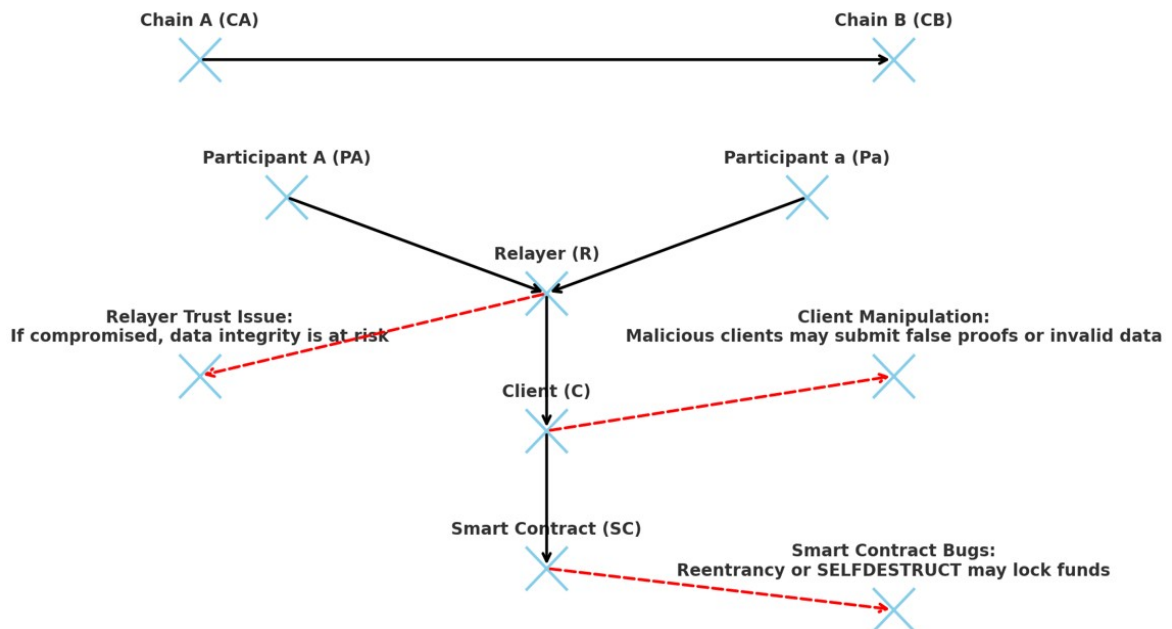 Chain A (CA)
Chain B (CB)
Participant A (PA)
Participant a (Pa)
Relayer (R)
Relayer Trust Issue:
If compromised, data integrity is at risk
Client Manipulation:
Malicious clients may submit false proofs or invalid data
Client (C)
Smart Contract (SC)
Smart Contract Bugs:
Reentrancy or SELFDESTRUCT may lock funds